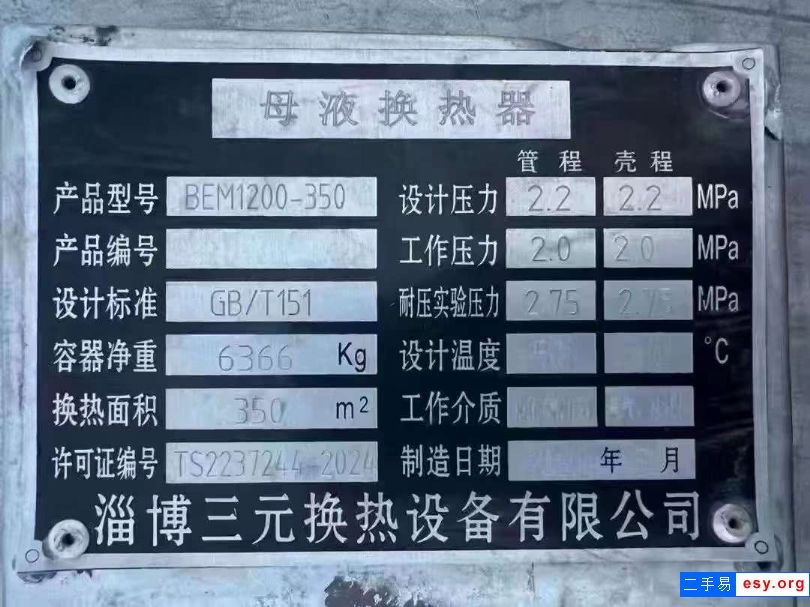 母液换热器
管程 壳程
产品型号 BEM1200-350 设计压力 2.2 2.2 MPa
产品编号 工作压力 2.0 2.0 MPa
设计标准 GB/T151 耐压实验压力 2.75 2.75 MPa
容器净重 6366 Kg 设计温度 °C
换热面积 350 m² 工作介质
许可证编号 TS2237244-2024 制造日期 年 月
淄博三元换热设备有限公司
二手易 esy.org